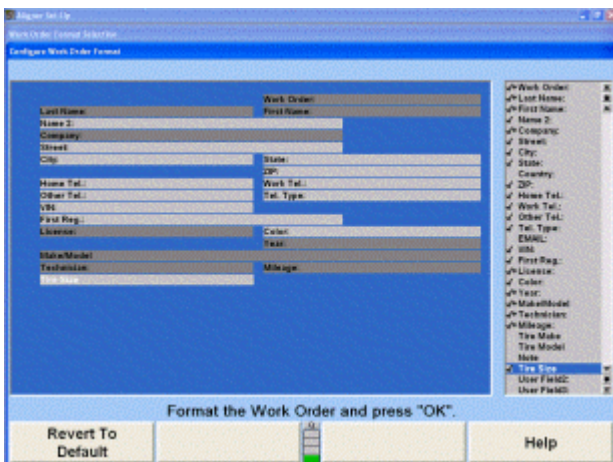 Aligner Set-Up
Work Order Format Selection
Configure Work Order Format
Work Order:
Last Name: First Name:
Name 2:
Company:
Street:
City: State:
ZIP:
Home Tel.: Work Tel.:
Other Tel.: Tel. Type:
VIN:
First Reg.:
License: Color:
Year:
Make/Model
Technician: Mileage:
Tire Size
Work Order:
Last Name:
First Name:
Name 2:
Company:
Street:
City:
State:
Country:
ZIP:
Home Tel.:
Work Tel.:
Other Tel.:
Tel. Type:
EMAIL:
VIN:
First Reg.:
License:
Color:
Year:
Make/Model
Technician:
Mileage:
Tire Make
Tire Model
Note
Tire Size
User Field2:
User Field3:
Format the Work Order and press "OK".
Revert To
Default
Help